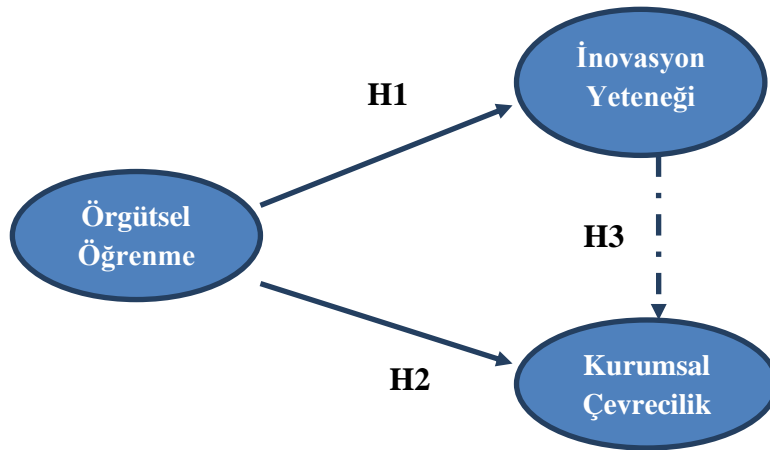 İnovasyon
Yeteneği
H1
Örgütsel
Öğrenme
H3
H2
Kurumsal
Çevrecilik